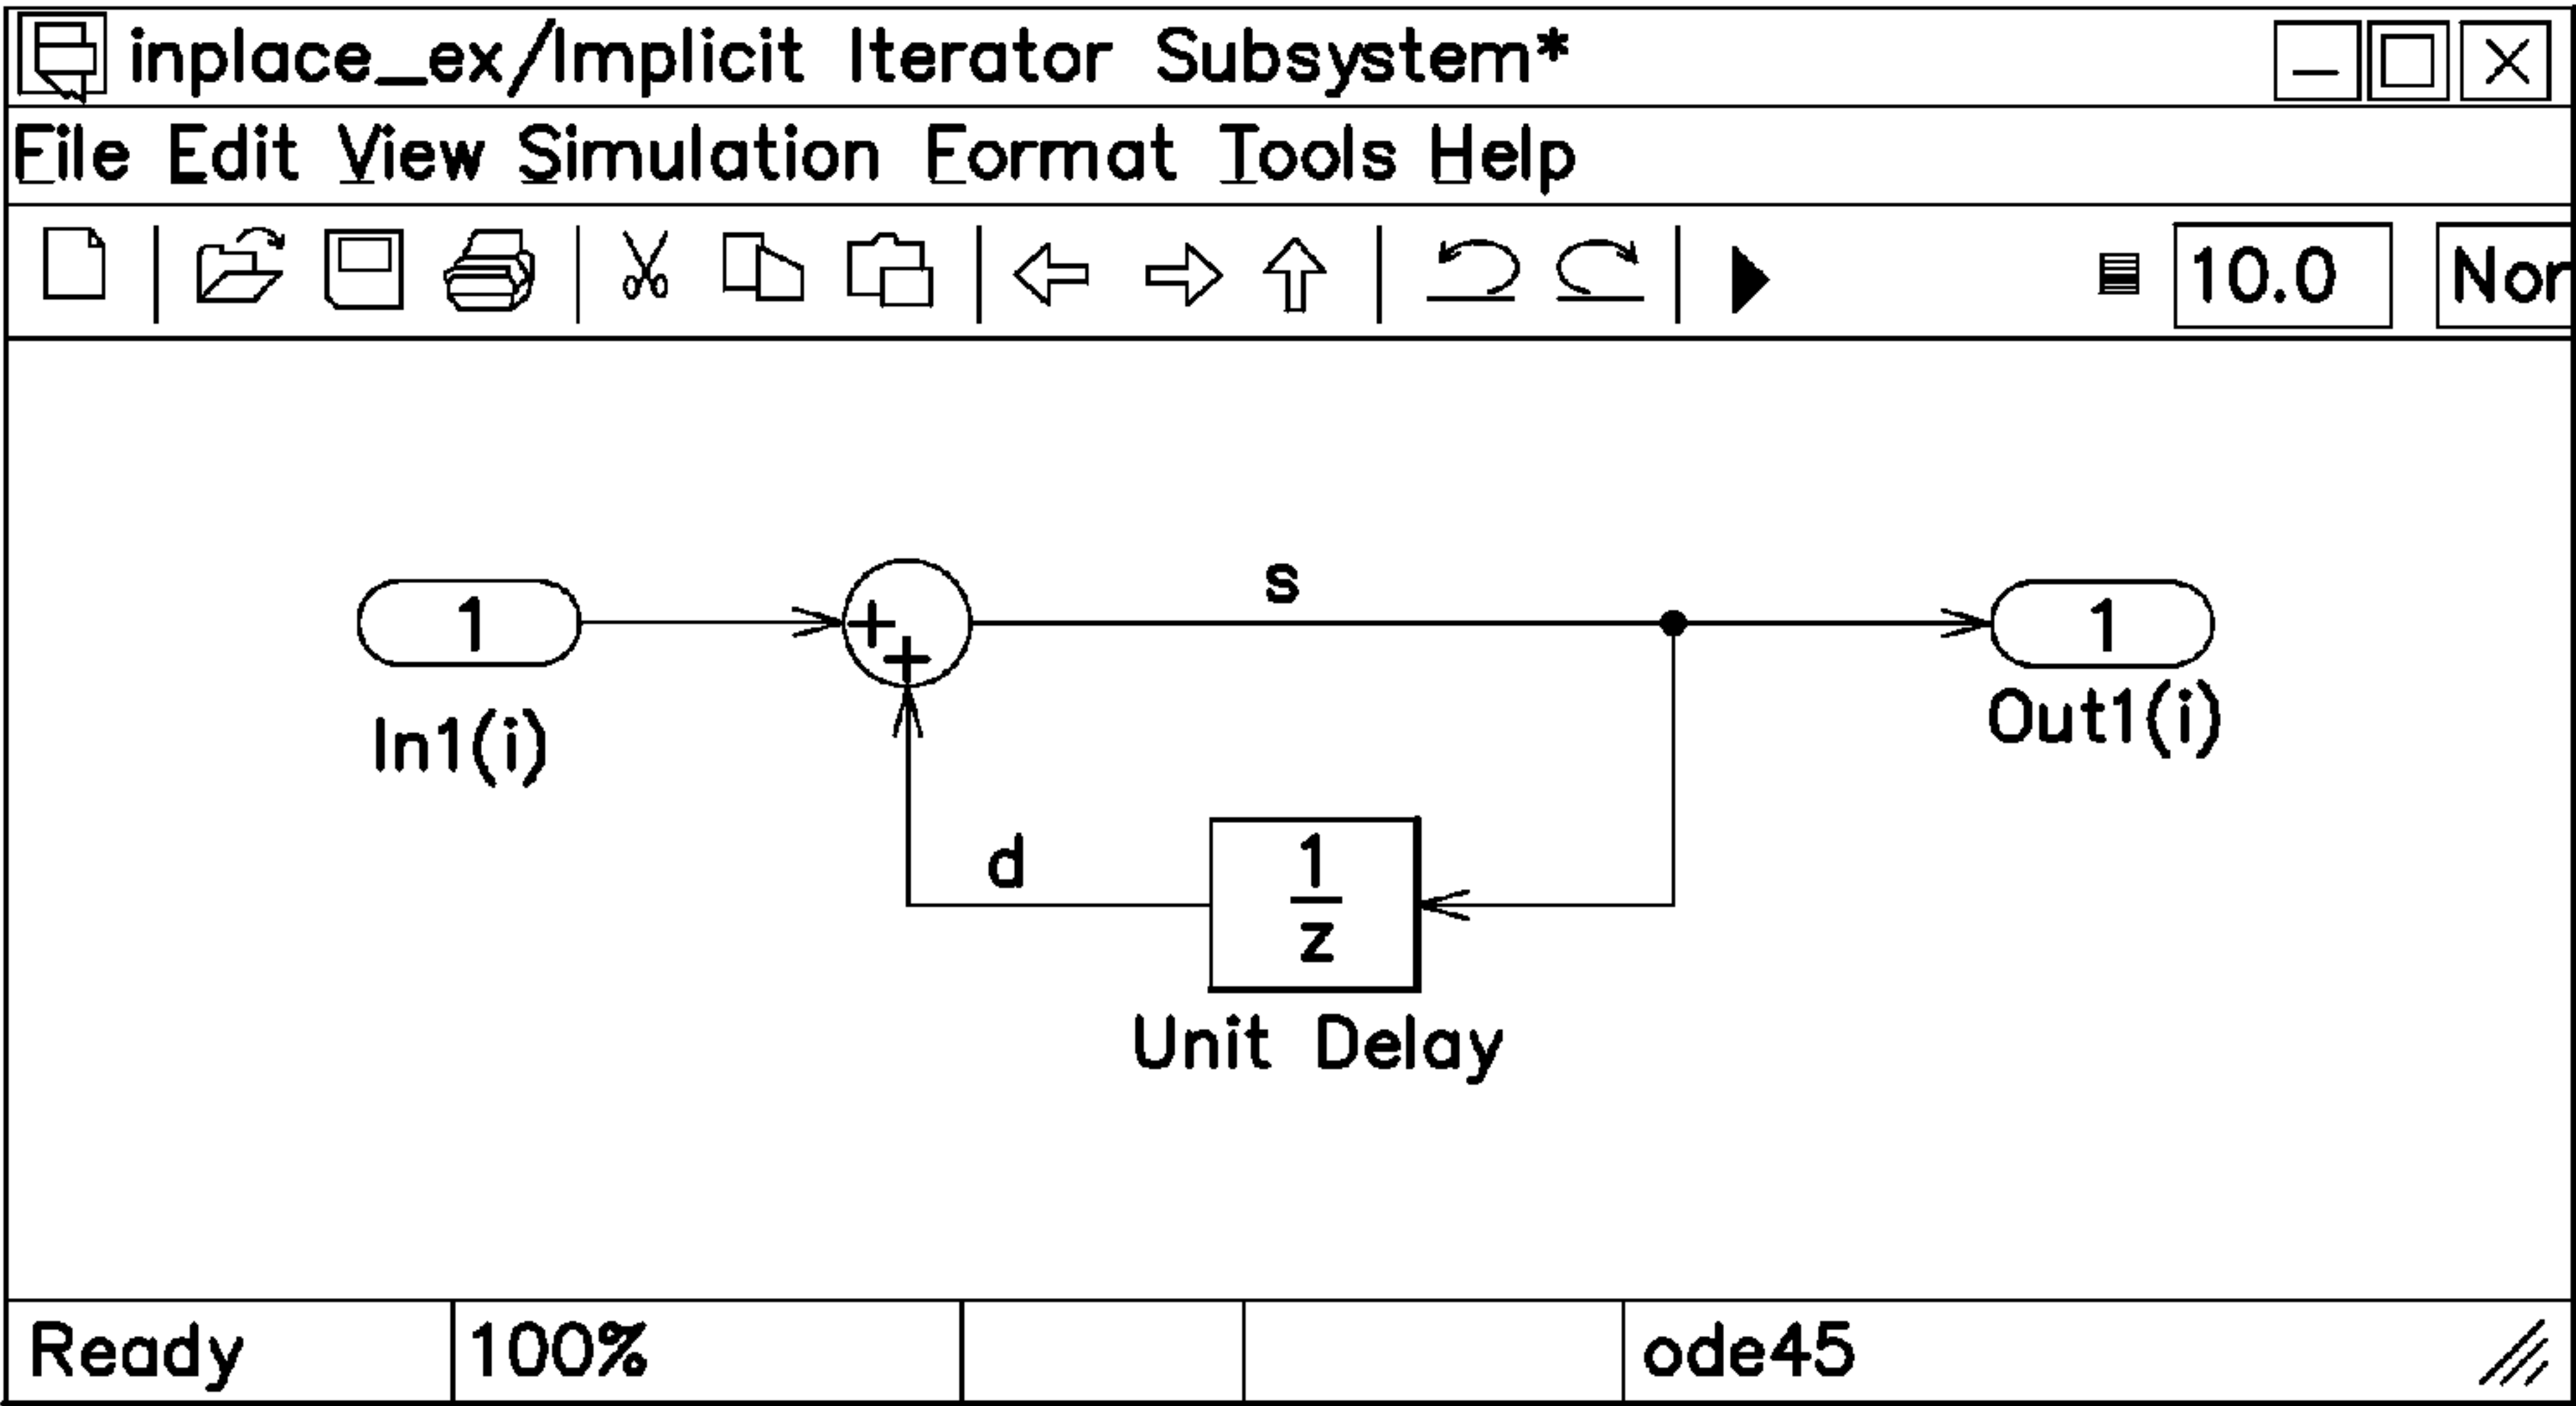 inplace_ex/Implicit Iterator Subsystem*
File Edit View Simulation Format Tools Help
10.0 Nor
s
1 + + 1
In1(i) Out1(i)
d
1
z
Unit Delay
Ready 100% ode45